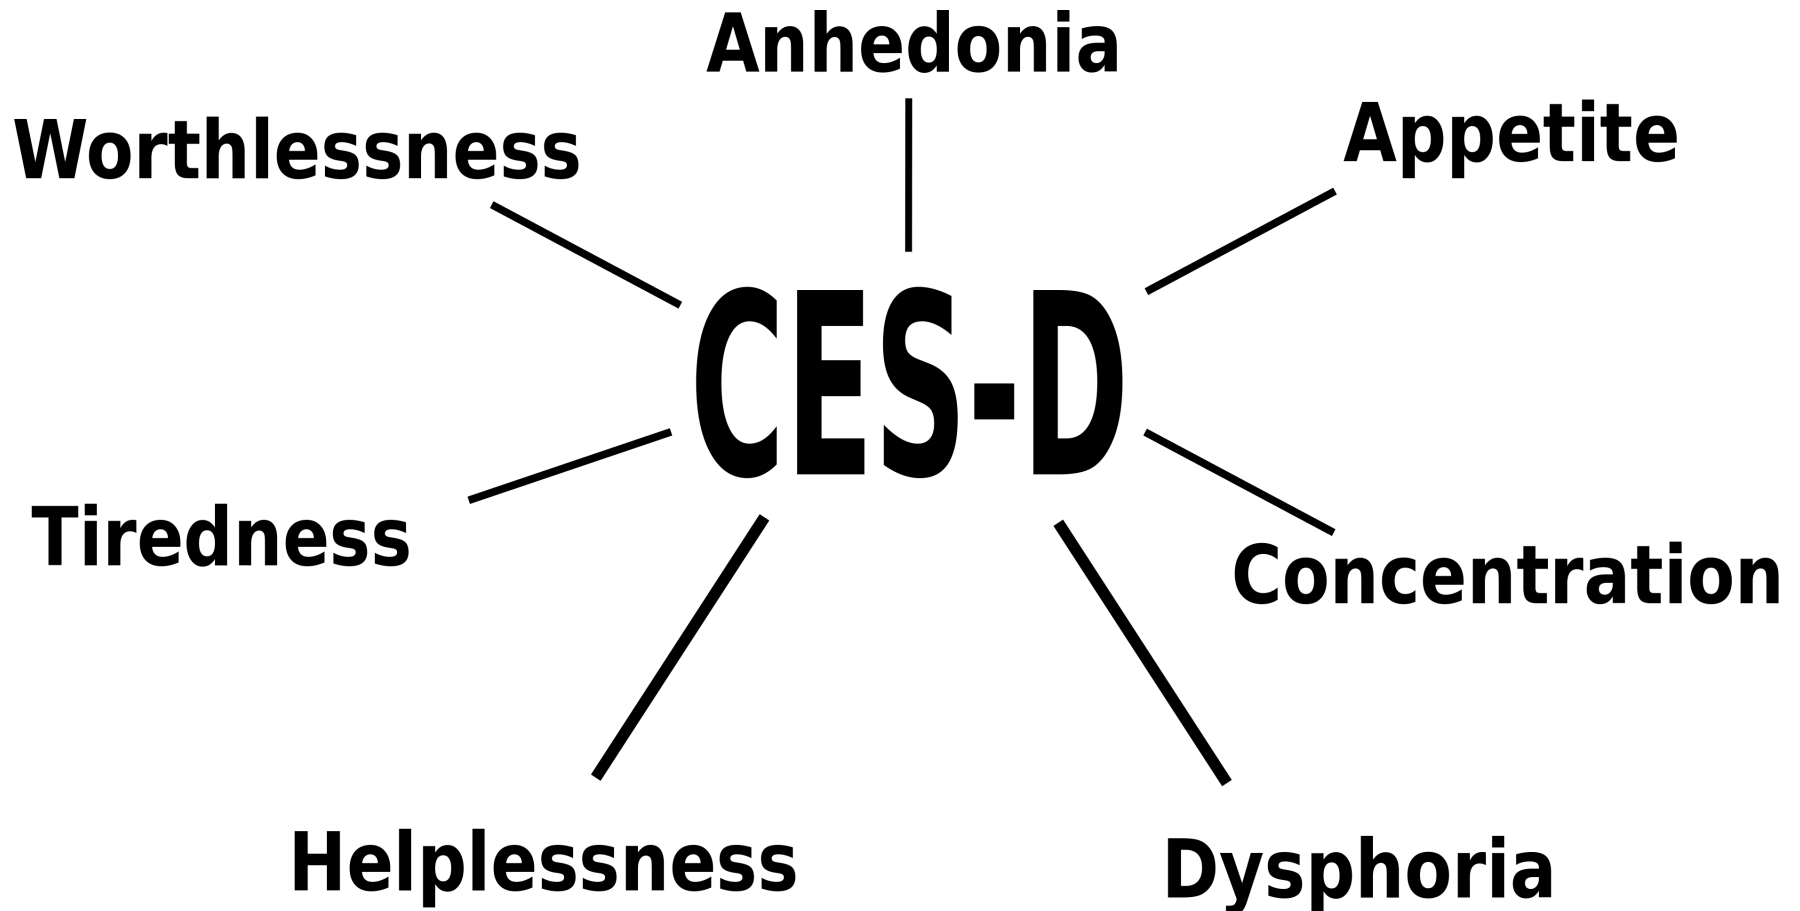 Anhedonia
Worthlessness
Appetite
CES-D
Tiredness
Concentration
Helplessness
Dysphoria